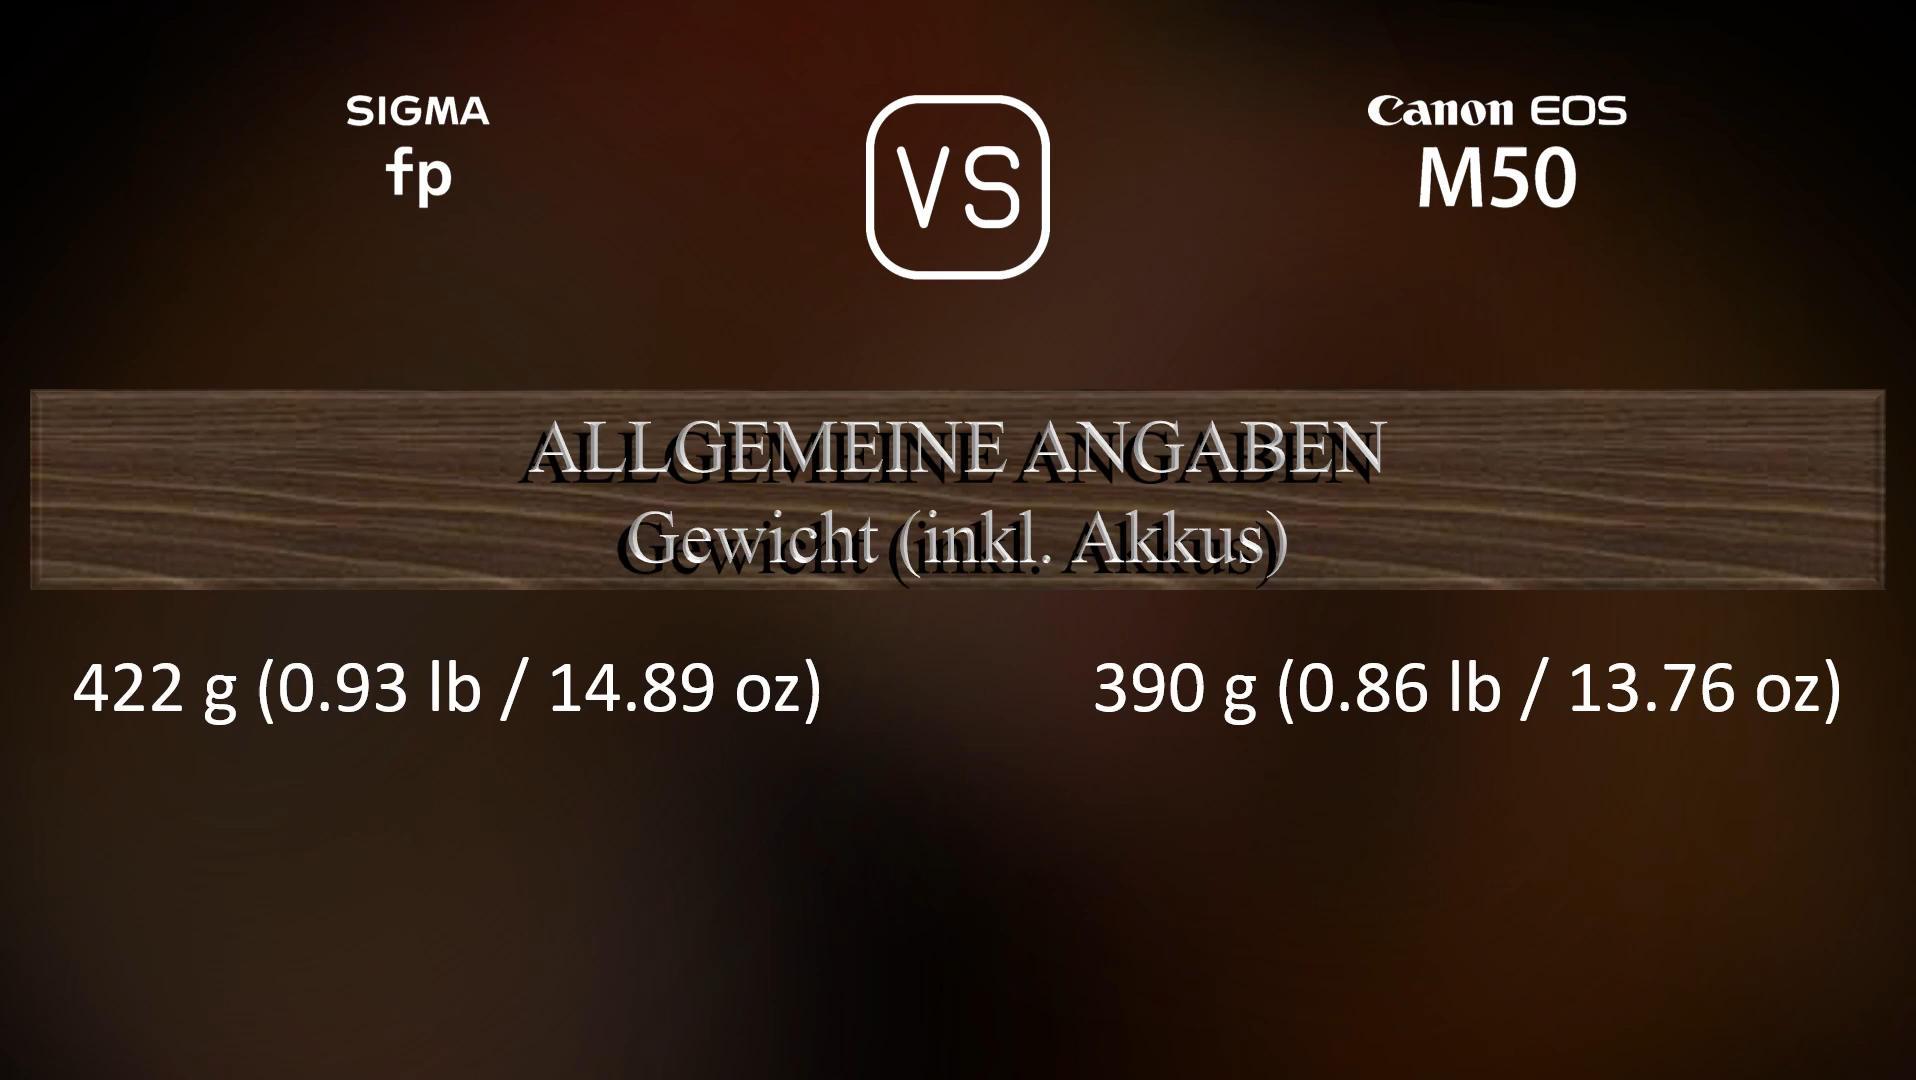 SIGMA
fp
VS
Canon EOS
M50
ALLGEMEINE ANGABEN
Gewicht (inkl. Akkus)
422 g (0.93 lb / 14.89 oz)
390 g (0.86 lb / 13.76 oz)